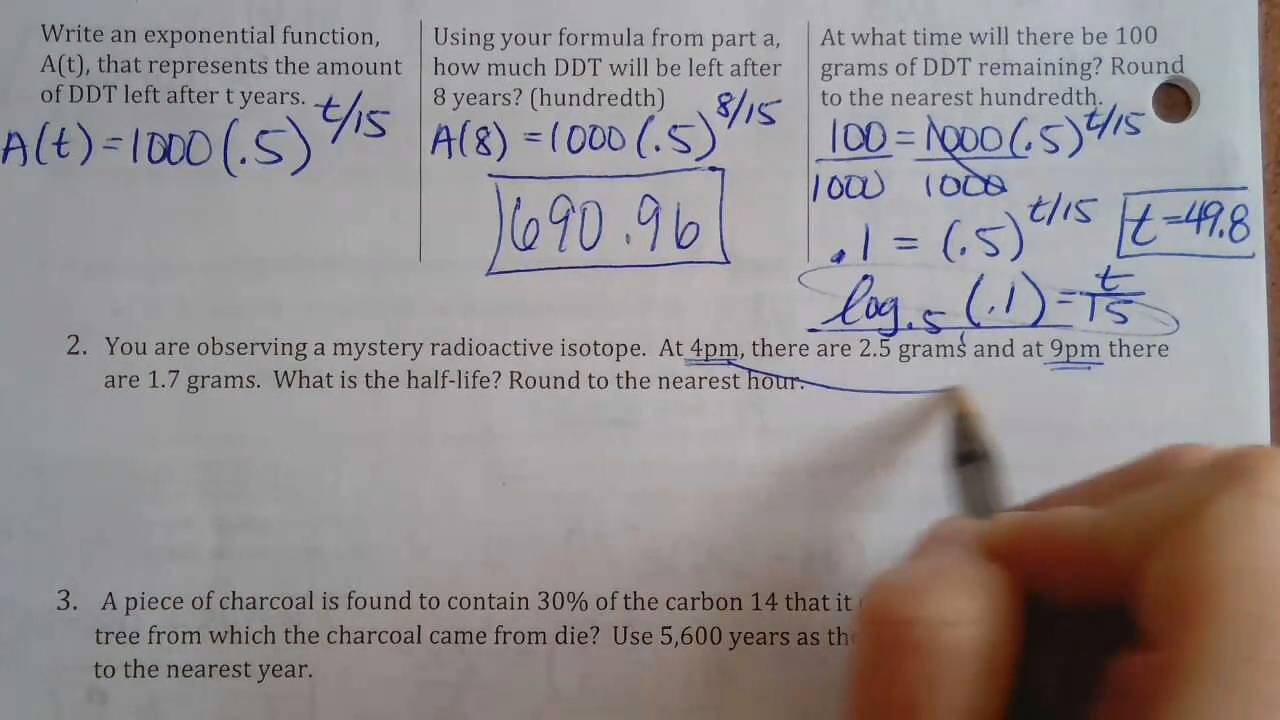 Write an exponential function,
A(t), that represents the amount
of DDT left after t years.
A(t) = 1000 (.5)^t/15
Using your formula from part a,
how much DDT will be left after
8 years? (hundredth)
A(8) = 1000 (.5)^8/15
690.96
At what time will there be 100
grams of DDT remaining? Round
to the nearest hundredth.
100 = 1000 (.5)^t/15
1000 1000
.1 = (.5)^t/15
t=49.8
log.5 (.1) = t/15
2. You are observing a mystery radioactive isotope. At 4pm, there are 2.5 grams and at 9pm there
are 1.7 grams. What is the half-life? Round to the nearest hour.
3. A piece of charcoal is found to contain 30% of the carbon 14 that it
tree from which the charcoal came from die? Use 5,600 years as
to the nearest year.